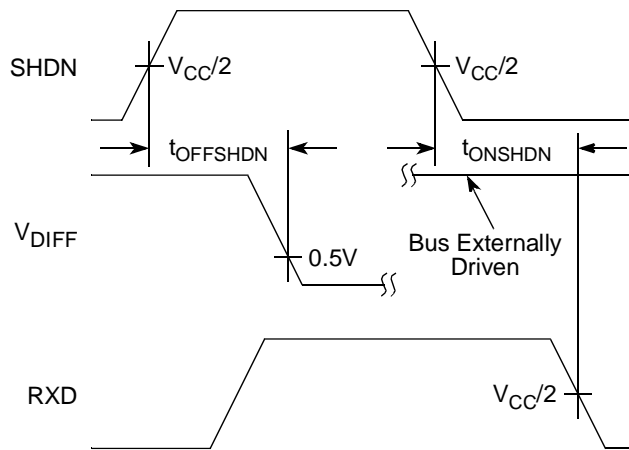 SHDN
V_CC/2
V_CC/2
t_OFFSHDN
t_ONSHDN
V_DIFF
0.5V
Bus Externally
Driven
RXD
V_CC/2